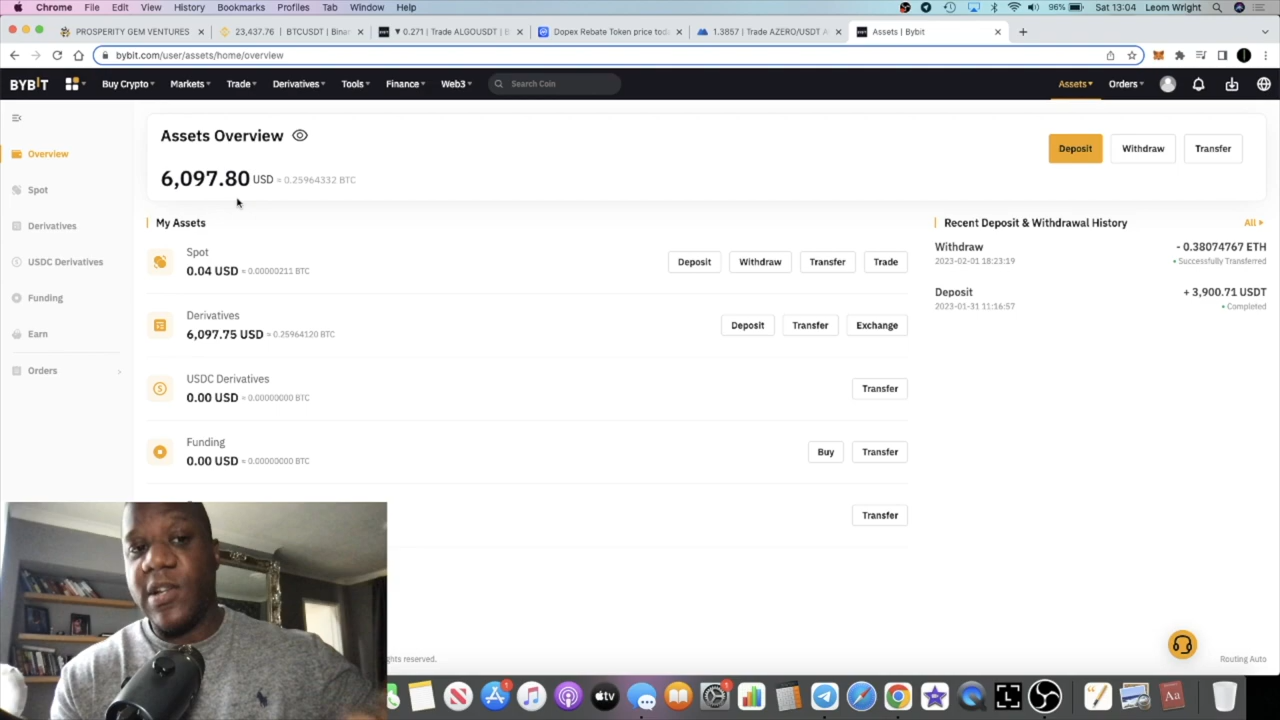 Chrome File Edit View History Bookmarks Profiles Tab Window Help 96% Sat 13:04 Leom Wright
PROSPERITY GEM VENTURES × 23,437.76 | BTCUSDT | Binan × ▼ 0.271 | Trade ALGOUSDT | B × Dopex Rebate Token price toda × 1.3857 | Trade AZERO/USDT A × Assets | Bybit ×
bybit.com/user/assets/home/overview
BYBIT Buy Crypto Markets Trade Derivatives Tools Finance Web3 Search Coin Assets Orders
Assets Overview
6,097.80 USD ≈ 0.25964332 BTC
Deposit Withdraw Transfer
Overview
Spot
Derivatives
USDC Derivatives
Funding
Earn
Orders
My Assets
Spot
0.04 USD ≈ 0.00000211 BTC
Deposit Withdraw Transfer Trade
Derivatives
6,097.75 USD ≈ 0.25964120 BTC
Deposit Transfer Exchange
USDC Derivatives
0.00 USD ≈ 0.00000000 BTC
Transfer
Funding
0.00 USD ≈ 0.00000000 BTC
Buy Transfer
Transfer
Recent Deposit & Withdrawal History All
Withdraw - 0.38074767 ETH
2023-02-01 18:23:19 Successfully Transferred
Deposit + 3,900.71 USDT
2023-01-31 11:16:57 Completed
ghts reserved. Routing Auto
tv
Aa